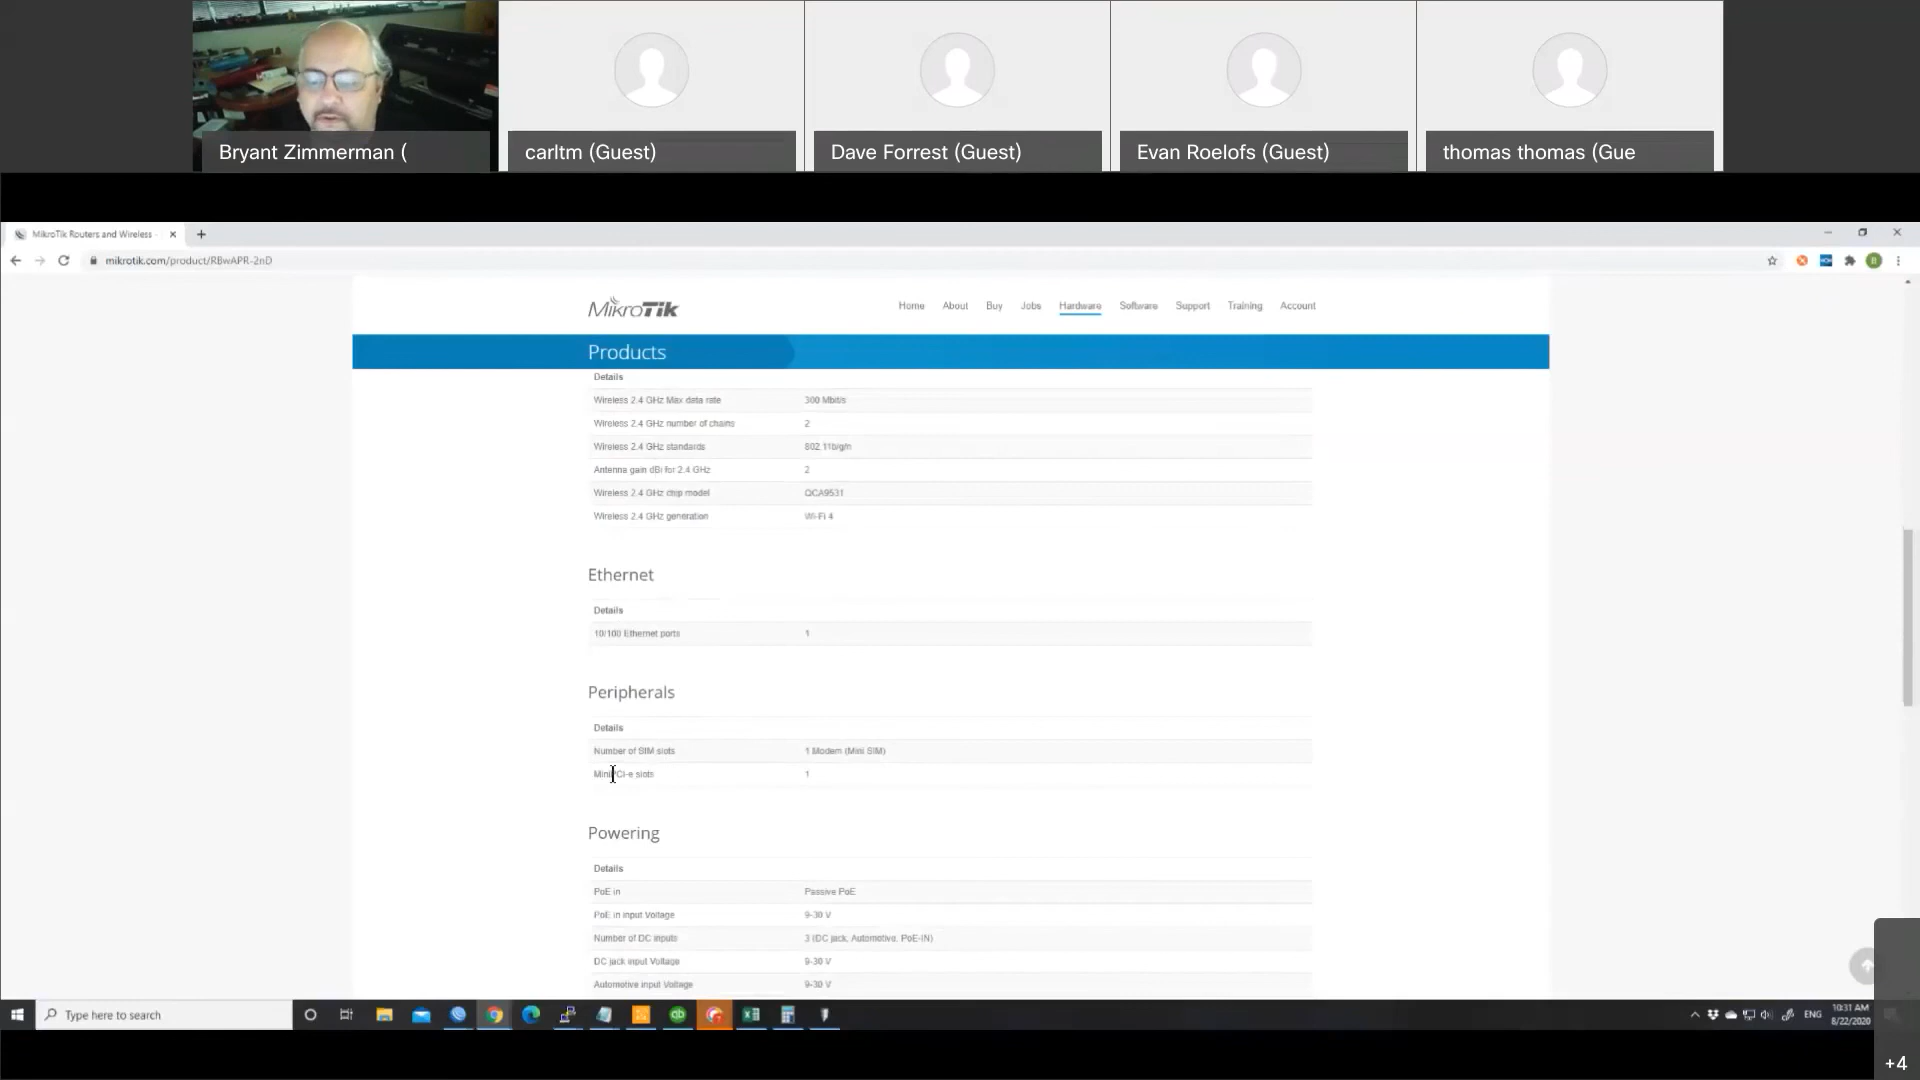 Bryant Zimmerman (
carltm (Guest)
Dave Forrest (Guest)
Evan Roelofs (Guest)
thomas thomas (Gue
MikroTik Routers and Wireless -
mikrotik.com/product/RBwAPR-2nD
MikroTik
Home About Buy Jobs Hardware Software Support Training Account
Products
Details
Wireless 2.4 GHz Max data rate 300 Mbit/s
Wireless 2.4 GHz number of chains 2
Wireless 2.4 GHz standards 802.11b/g/n
Antenna gain dBi for 2.4 GHz 2
Wireless 2.4 GHz chip model QCA9531
Wireless 2.4 GHz generation Wi-Fi 4
Ethernet
Details
10/100 Ethernet ports 1
Peripherals
Details
Number of SIM slots 1 Modem (Mini SIM)
MiniPCI-e slots 1
Powering
Details
PoE in Passive PoE
PoE in input Voltage 9-30 V
Number of DC inputs 3 (DC jack, Automotive, PoE-IN)
DC jack input Voltage 9-30 V
Automotive input Voltage 9-30 V
Type here to search
ENG
10:31 AM
8/22/2020
+4